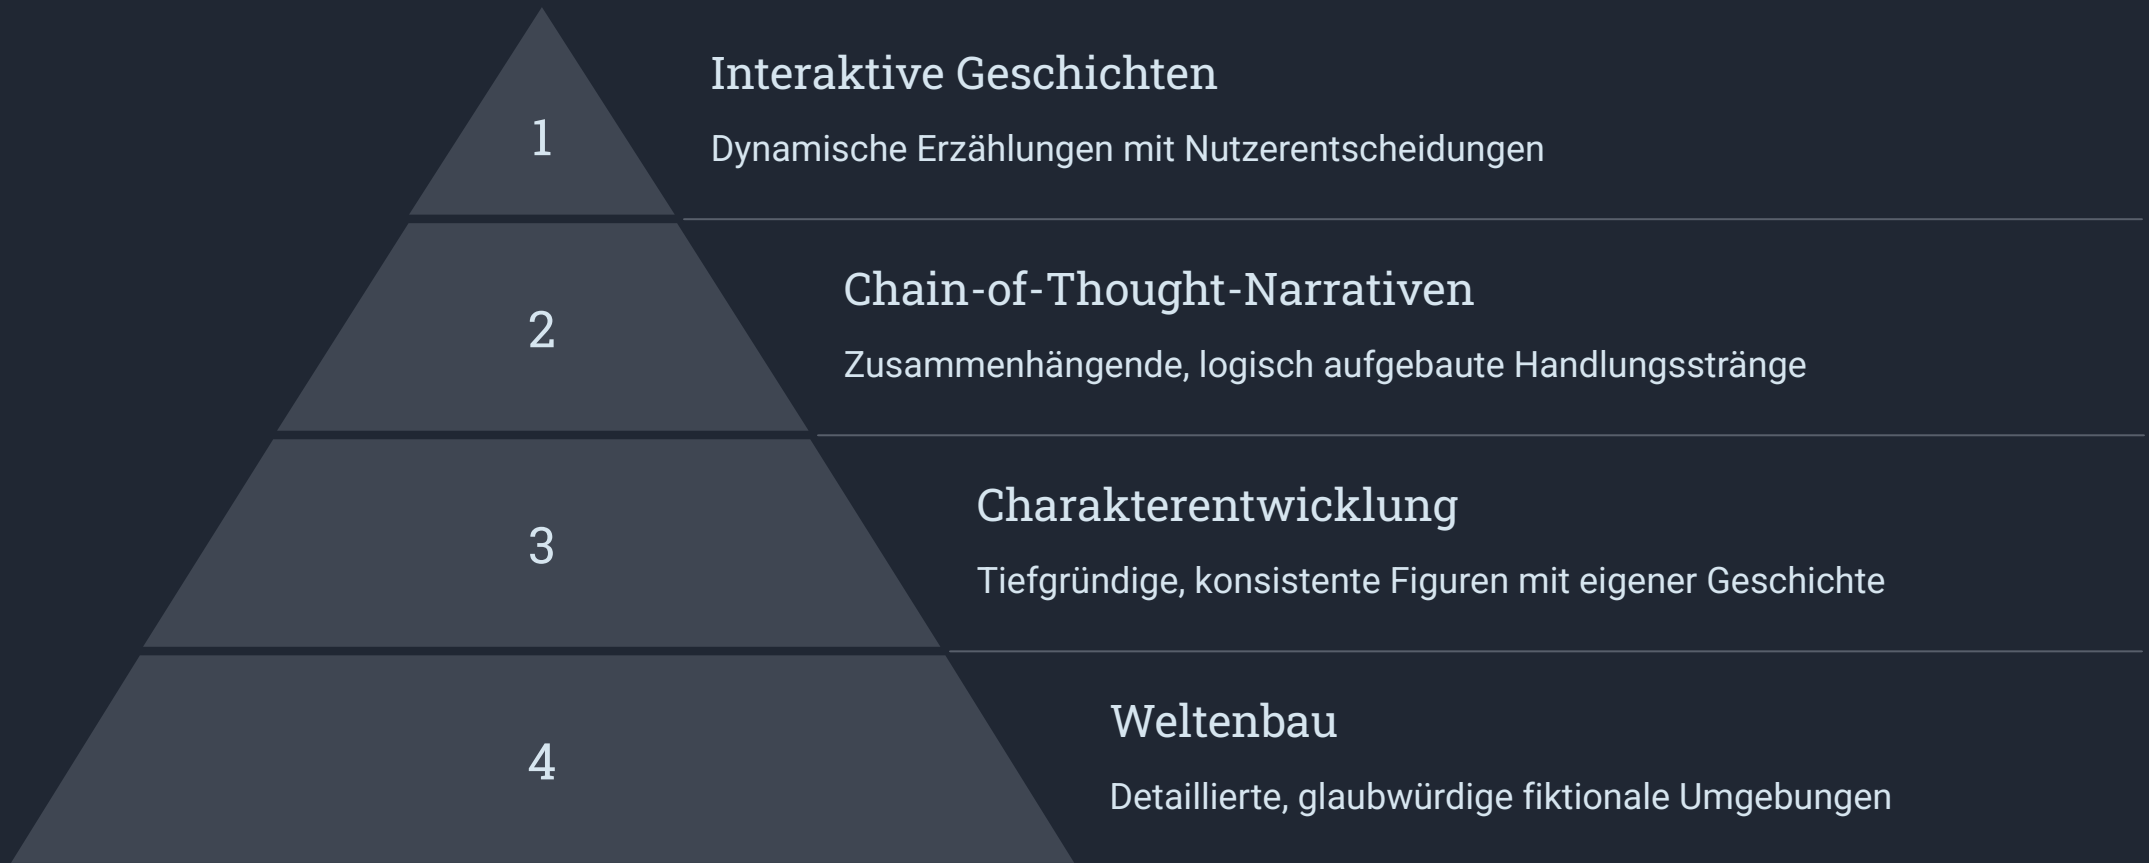 1
Interaktive Geschichten
Dynamische Erzählungen mit Nutzerentscheidungen
2
Chain-of-Thought-Narrativen
Zusammenhängende, logisch aufgebaute Handlungsstränge
3
Charakterentwicklung
Tiefgründige, konsistente Figuren mit eigener Geschichte
4
Weltenbau
Detaillierte, glaubwürdige fiktionale Umgebungen